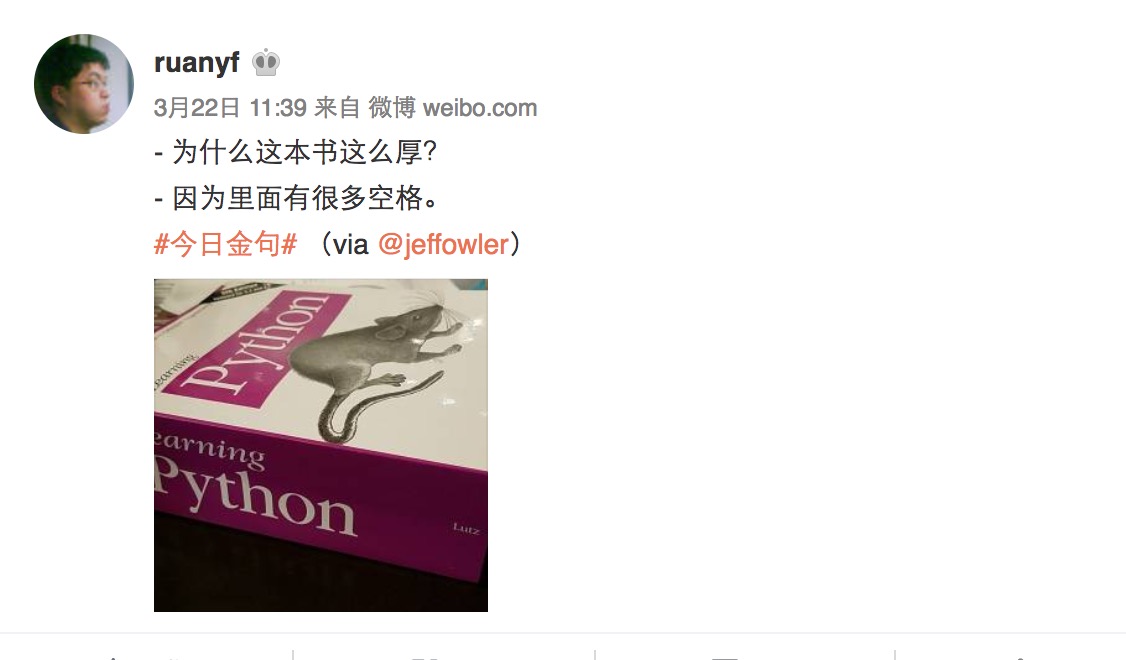 ruanyf
3月22日 11:39 来自 微博 weibo.com
- 为什么这本书这么厚?
- 因为里面有很多空格。
#今日金句# （via @jeffowler）
Learning
Python
earning
Python
Lutz